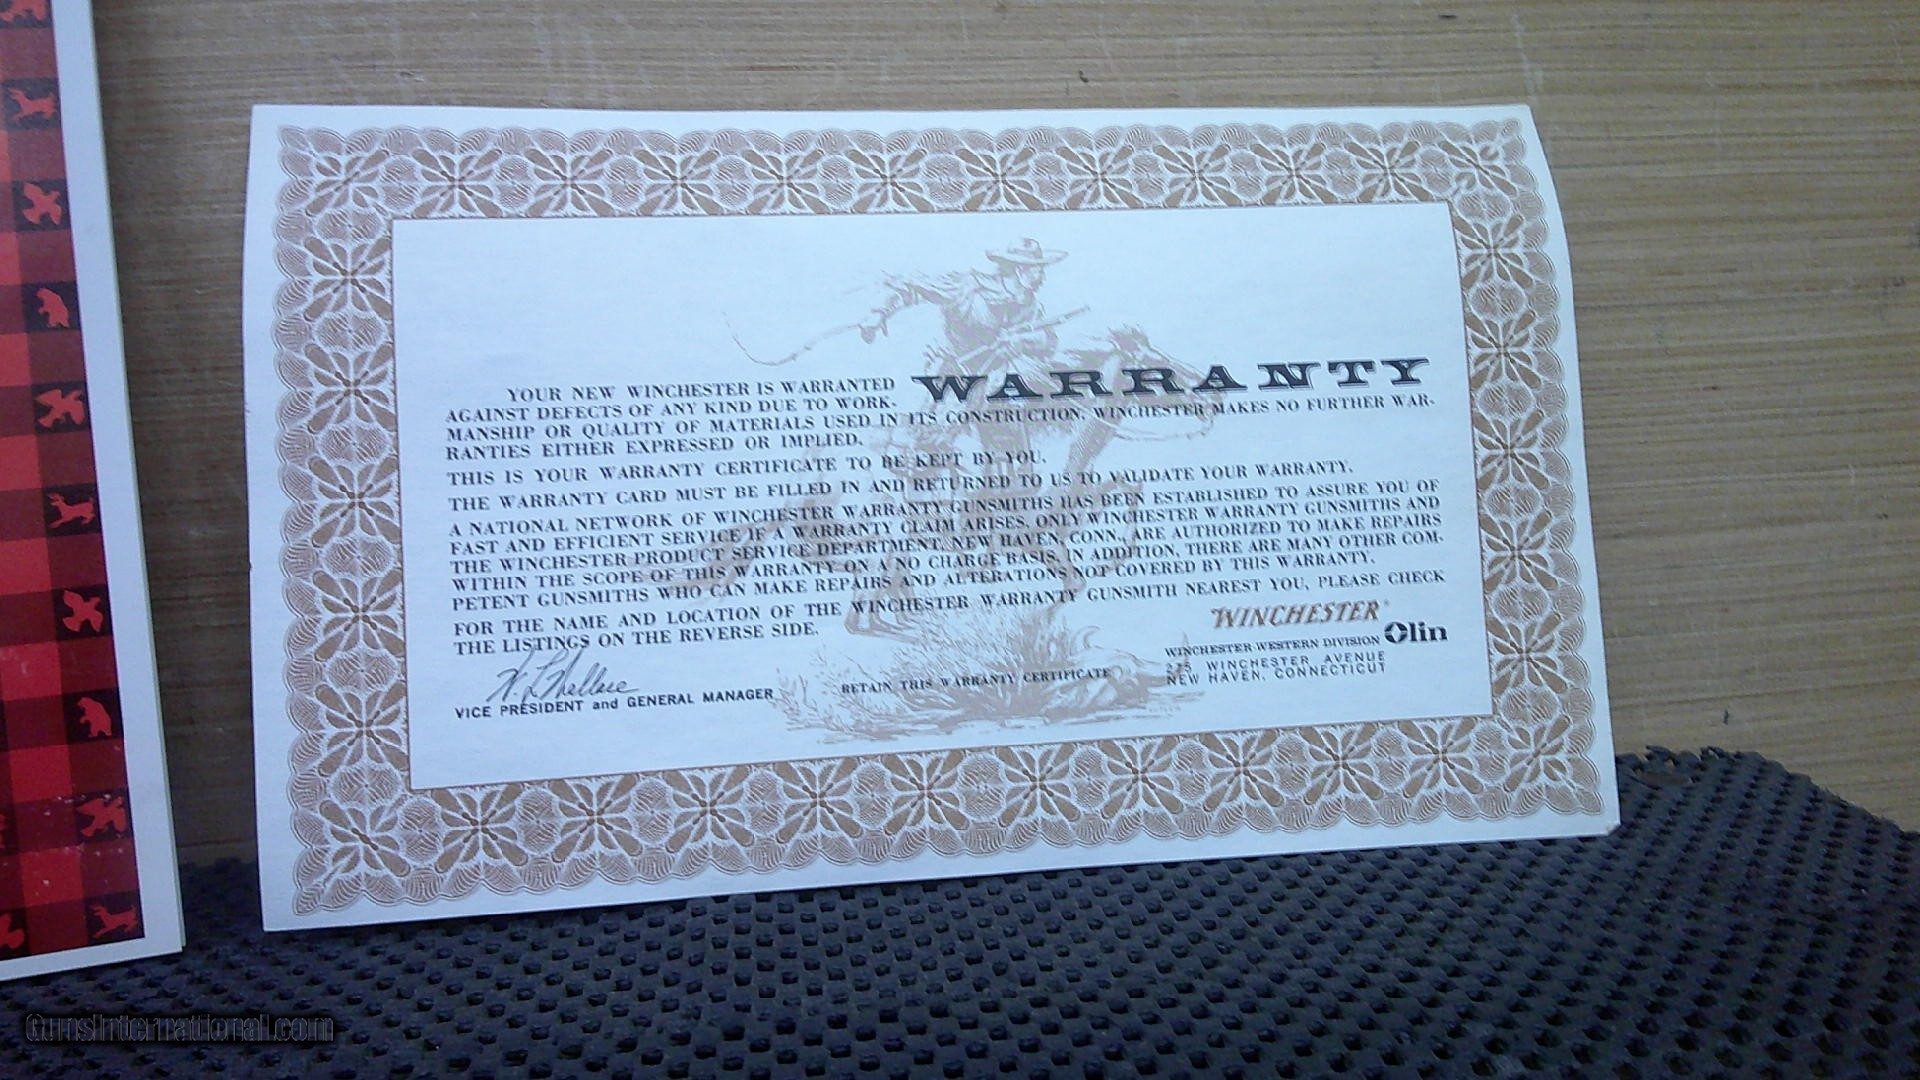 WARRANTY
YOUR NEW WINCHESTER IS WARRANTED
AGAINST DEFECTS OF ANY KIND DUE TO WORK-
MANSHIP OR QUALITY OF MATERIALS USED IN ITS CONSTRUCTION. WINCHESTER MAKES NO FURTHER WAR-
RANTIES EITHER EXPRESSED OR IMPLIED.
THIS IS YOUR WARRANTY CERTIFICATE TO BE KEPT BY YOU.
THE WARRANTY CARD MUST BE FILLED IN AND RETURNED TO US TO VALIDATE YOUR WARRANTY.
A NATIONAL NETWORK OF WINCHESTER WARRANTY GUNSMITHS HAS BEEN ESTABLISHED TO ASSURE YOU OF
FAST AND EFFICIENT SERVICE IF A WARRANTY CLAIM ARISES. ONLY WINCHESTER WARRANTY GUNSMITHS AND
THE WINCHESTER PRODUCT SERVICE DEPARTMENT, NEW HAVEN, CONN., ARE AUTHORIZED TO MAKE REPAIRS
WITHIN THE SCOPE OF THIS WARRANTY ON A NO CHARGE BASIS. IN ADDITION, THERE ARE MANY OTHER COM-
PETENT GUNSMITHS WHO CAN MAKE REPAIRS AND ALTERATIONS NOT COVERED BY THIS WARRANTY.
FOR THE NAME AND LOCATION OF THE WINCHESTER WARRANTY GUNSMITH NEAREST YOU, PLEASE CHECK
THE LISTINGS ON THE REVERSE SIDE.
VICE PRESIDENT and GENERAL MANAGER
RETAIN THIS WARRANTY CERTIFICATE
WINCHESTER®
WINCHESTER-WESTERN DIVISION Olin
275 WINCHESTER AVENUE
NEW HAVEN, CONNECTICUT
GunsInternational.com